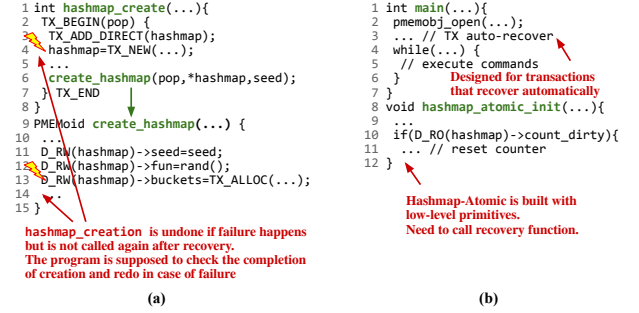 1 int hashmap_create(...){
2 TX_BEGIN(pop) {
3 TX_ADD_DIRECT(hashmap);
4 hashmap=TX_NEW(...);
5 ...
6 create_hashmap(pop,*hashmap,seed);
7 } TX_END
8 }
9 PMEMoid create_hashmap(...) {
10 ...
11 D_RW(hashmap)->seed=seed;
12 D_RW(hashmap)->fun=rand();
13 D_RW(hashmap)->buckets=TX_ALLOC(...);
14 ...
15 }
hashmap_creation is undone if failure happens
but is not called again after recovery.
The program is supposed to check the completion
of creation and redo in case of failure
(a)
1 int main(...){
2 pmemobj_open(...);
3 ... // TX auto-recover
4 while(...) {
5 // execute commands
6 }
7 }
Designed for transactions
that recover automatically
8 void hashmap_atomic_init(...){
9 ...
10 if(D_RO(hashmap)->count_dirty){
11 ... // reset counter
12 }
Hashmap-Atomic is built with
low-level primitives.
Need to call recovery function.
(b)